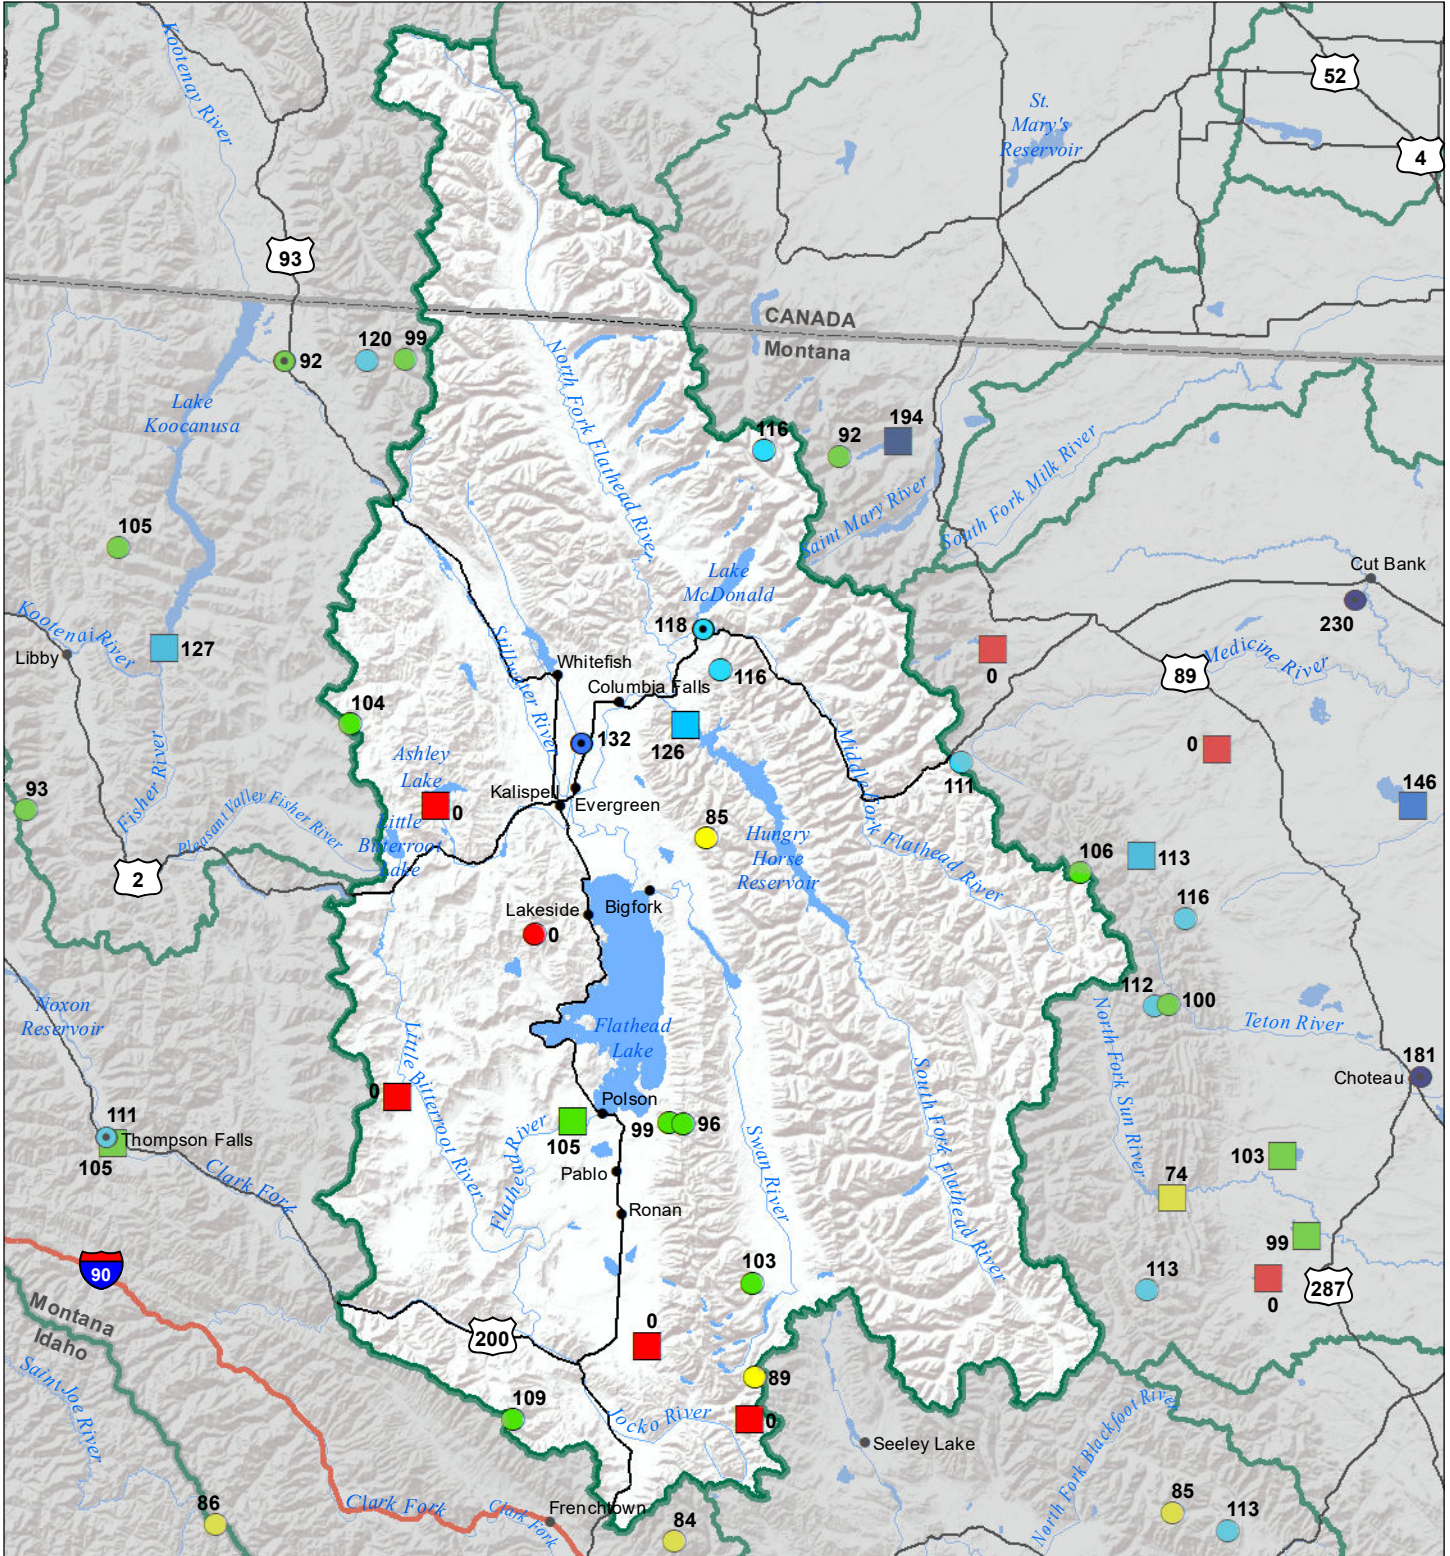 Kootenay River
52
St.
Mary's
Reservoir
4
93
CANADA
Montana
92
120
99
North Fork Flathead River
Lake
Koocanusa
116
92
194
South Fork Milk River
Saint Mary River
105
Cut Bank
230
Lake
McDonald
118
Kootenai River
Libby
127
Stillwater River
Whitefish
116
Columbia Falls
0
89
Medicine River
104
126
132
Middle Fork Flathead River
0
111
146
Ashley
Lake
0
Kalispell
Evergreen
93
Fisher River
Pleasant Valley Fisher River
Little
Bitterroot
Lake
85
Hungry
Horse
Reservoir
2
106
113
116
Lakeside
Bigfork
0
112
100
Noxon
Reservoir
Flathead
Lake
Teton River
North Fork Sun River
181
Choteau
0
Little Bitterroot River
South Fork Flathead River
Polson
105
99
96
Swan River
111
Thompson Falls
105
Clark Fork
Flathead River
Pablo
103
74
Ronan
99
90
103
113
0
287
Montana
Idaho
200
0
Saint Joe River
89
109
Jocko River
0
Seeley Lake
North Fork Blackfoot River
86
Clark Fork
Clark Fork
Frenchtown
84
85
113